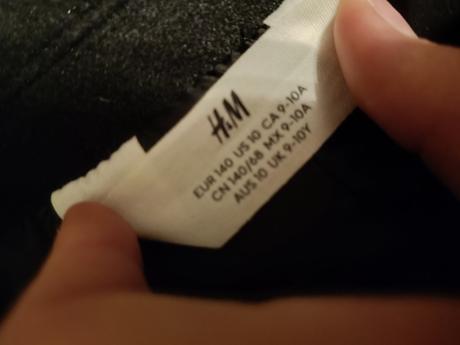 H&M
EUR 140 US 10 CA 9-10A
CN 140/68 MX 9-10A
AUS 10 UK 9-10Y